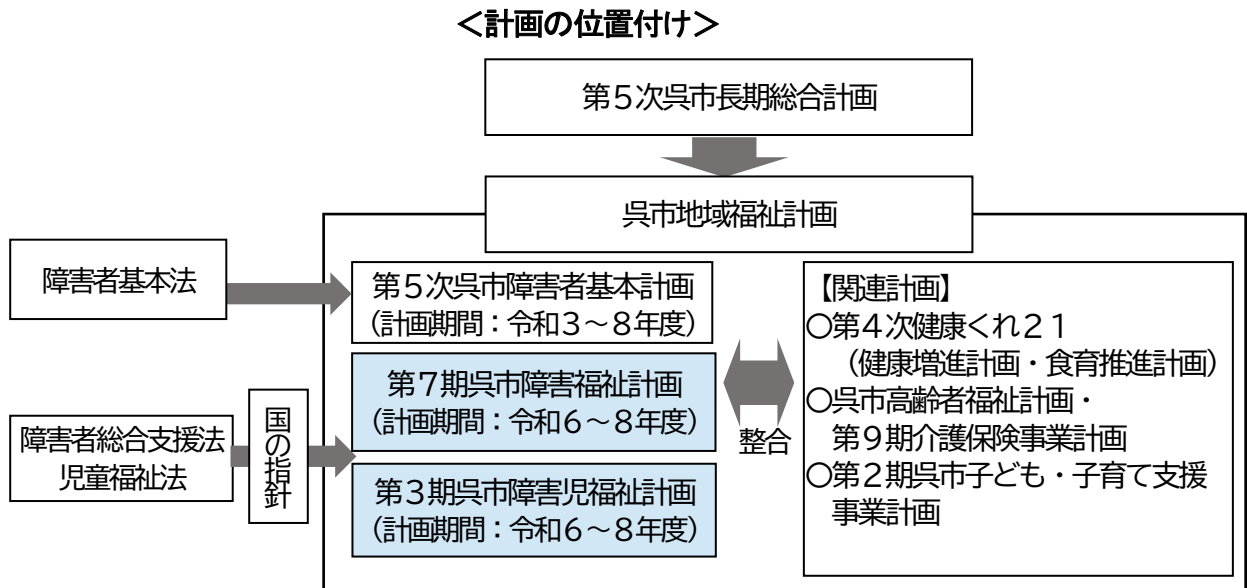 ＜計画の位置付け＞
第５次呉市長期総合計画
呉市地域福祉計画
障害者基本法
第５次呉市障害者基本計画
（計画期間：令和３～８年度）
障害者総合支援法
児童福祉法
国の指針
第７期呉市障害福祉計画
（計画期間：令和６～８年度）
第３期呉市障害児福祉計画
（計画期間：令和６～８年度）
整合
【関連計画】
○第４次健康くれ２１
（健康増進計画・食育推進計画）
○呉市高齢者福祉計画・
第９期介護保険事業計画
○第２期呉市子ども・子育て支援
事業計画